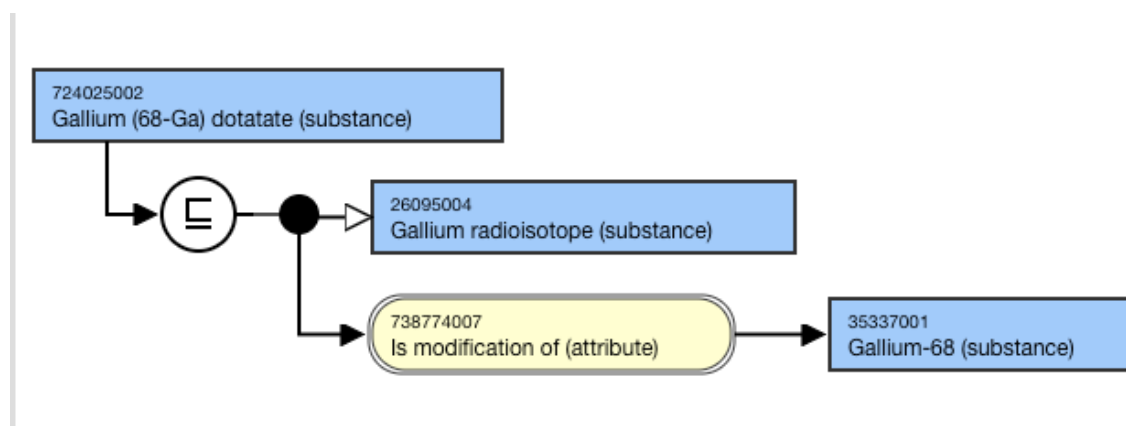 724025002
Gallium (68-Ga) dotatate (substance)
⊑
26095004
Gallium radioisotope (substance)
738774007
Is modification of (attribute)
35337001
Gallium-68 (substance)